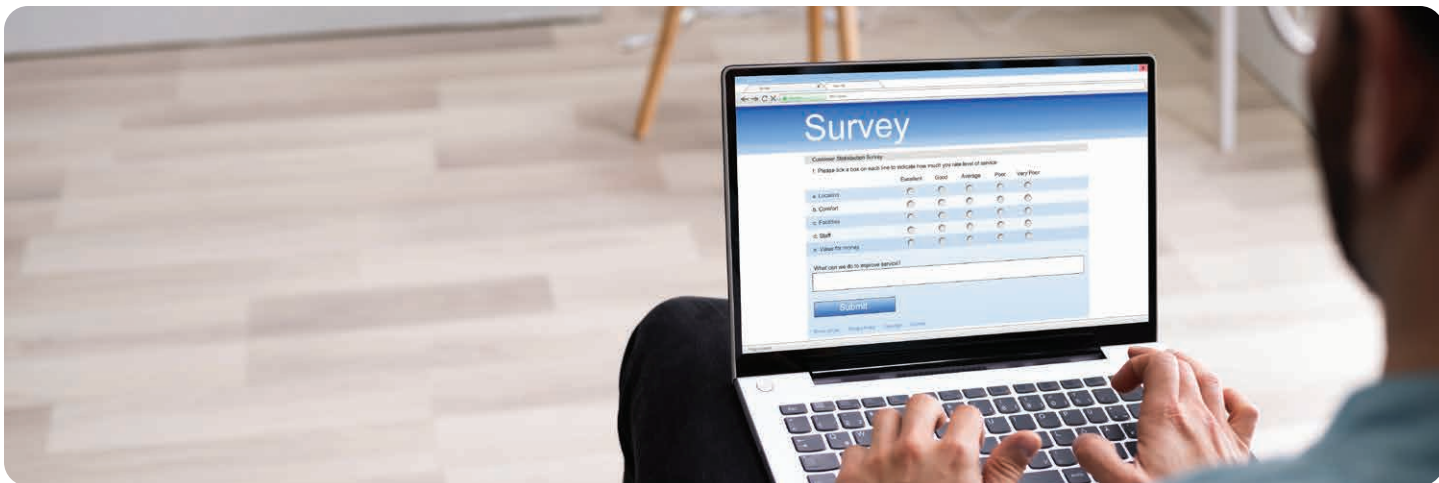 Survey
Customer Satisfaction Survey
1. Please tick a box on each line to indicate how much you rate level of service
Excellent Good Average Poor Very Poor
a. Location
b. Comfort
c. Facilities
d. Staff
e. Value for money
What can we do to improve service?
Submit
Privacy Policy